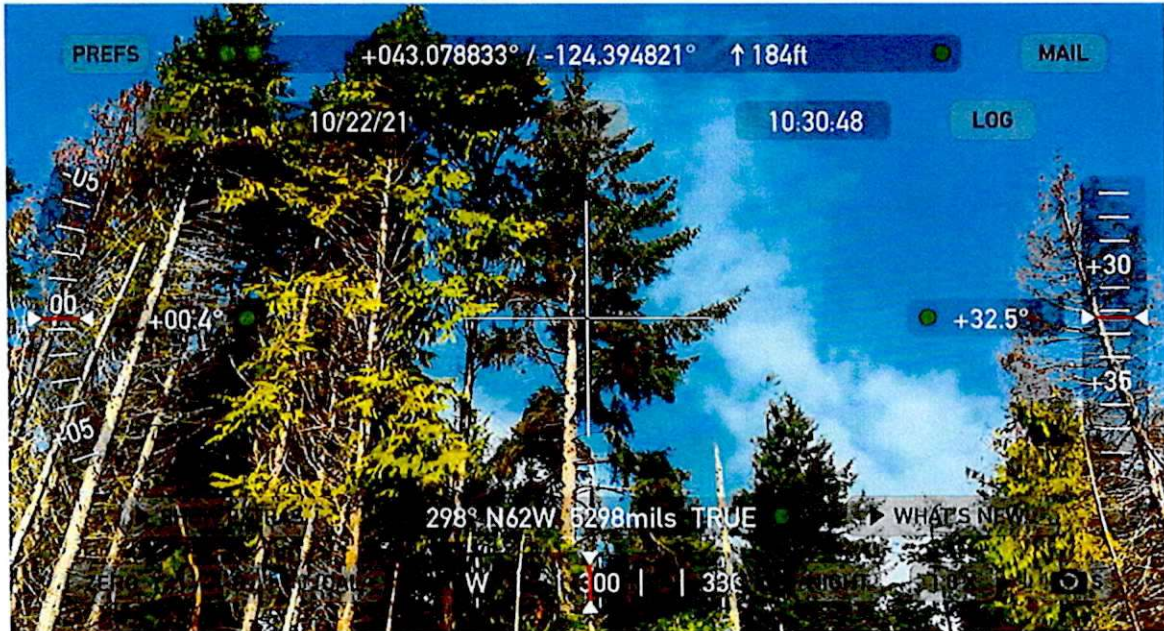 PREFS +043.078833° / -124.394821° ↑ 184ft MAIL
10/22/21 10:30:48 LOG
-05 +30
00 +00.4° +32.5°
+35
+05
298° N62W 5298mils TRUE ▶ WHAT'S NEW
W 300 330